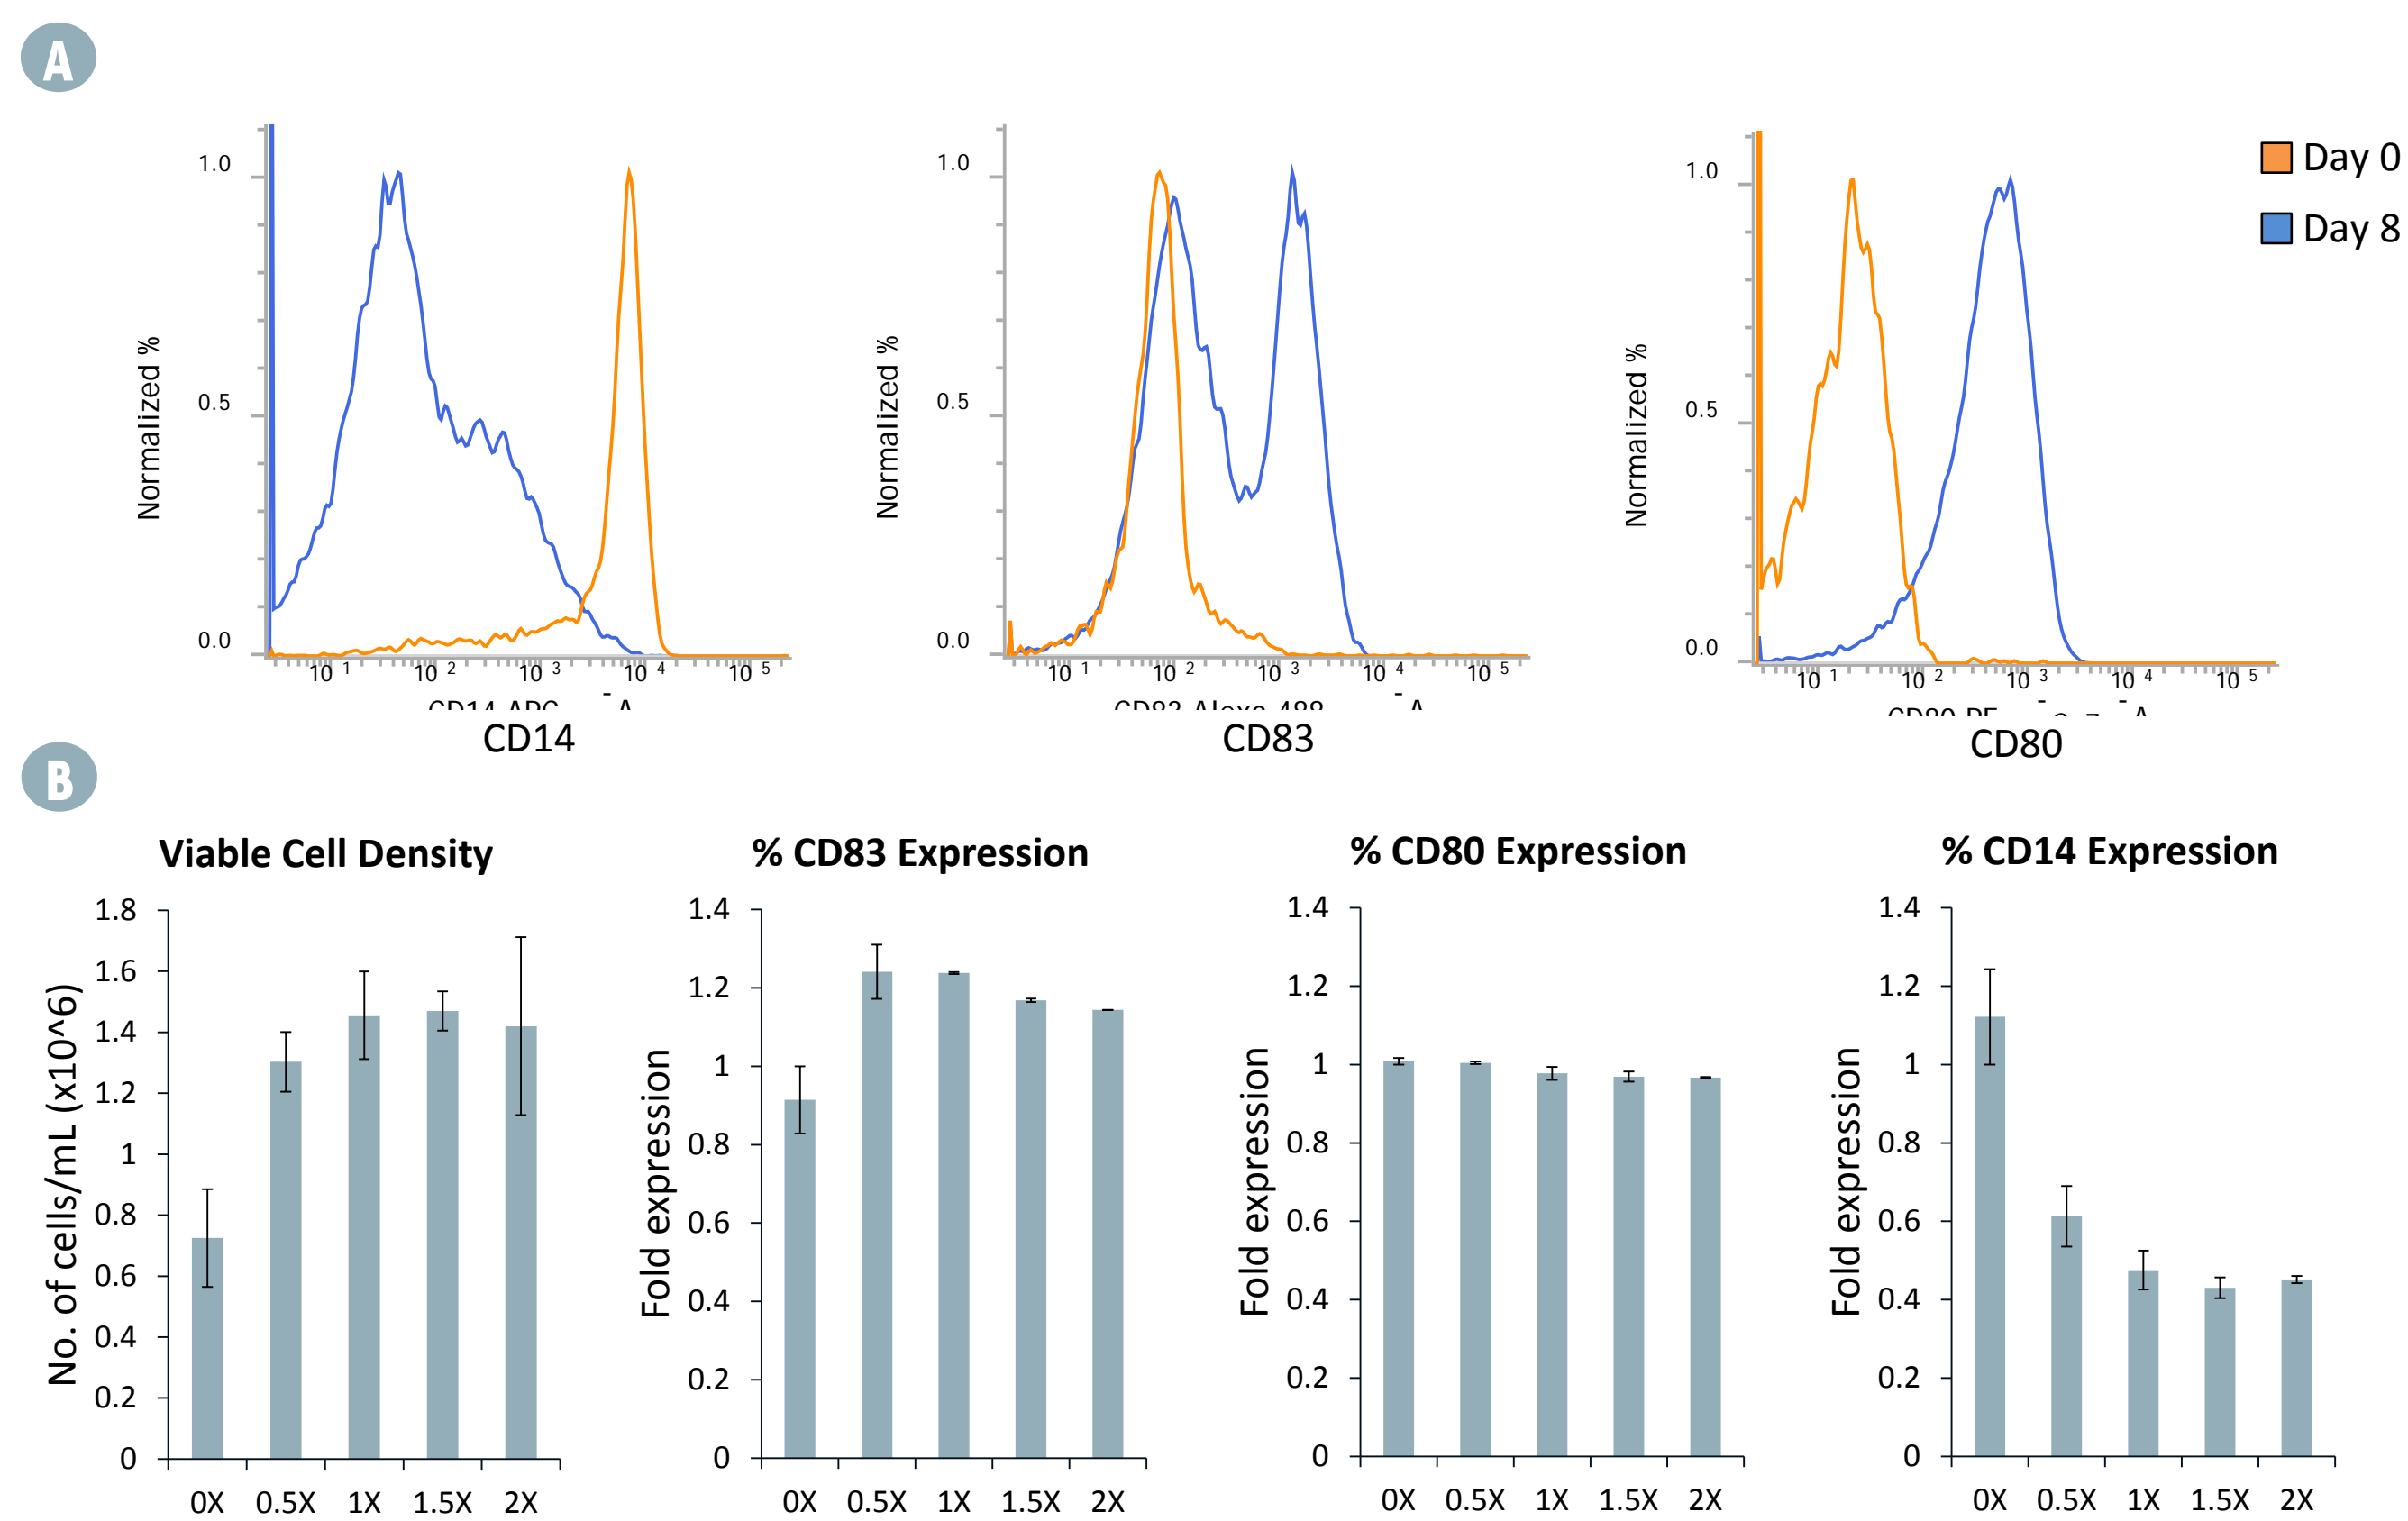 A
Day 0
Day 8
Normalized %
1.0
0.5
0.0
10 1 10 2 10 3 10 4 10 5
CD14
Normalized %
1.0
0.5
0.0
10 1 10 2 10 3 10 4 10 5
CD83
Normalized %
1.0
0.5
0.0
10 1 10 2 10 3 10 4 10 5
CD80
B
Viable Cell Density
No. of cells/mL (x10^6)
1.8
1.6
1.4
1.2
1
0.8
0.6
0.4
0.2
0
0X 0.5X 1X 1.5X 2X
% CD83 Expression
Fold expression
1.4
1.2
1
0.8
0.6
0.4
0.2
0
0X 0.5X 1X 1.5X 2X
% CD80 Expression
Fold expression
1.4
1.2
1
0.8
0.6
0.4
0.2
0
0X 0.5X 1X 1.5X 2X
% CD14 Expression
Fold expression
1.4
1.2
1
0.8
0.6
0.4
0.2
0
0X 0.5X 1X 1.5X 2X